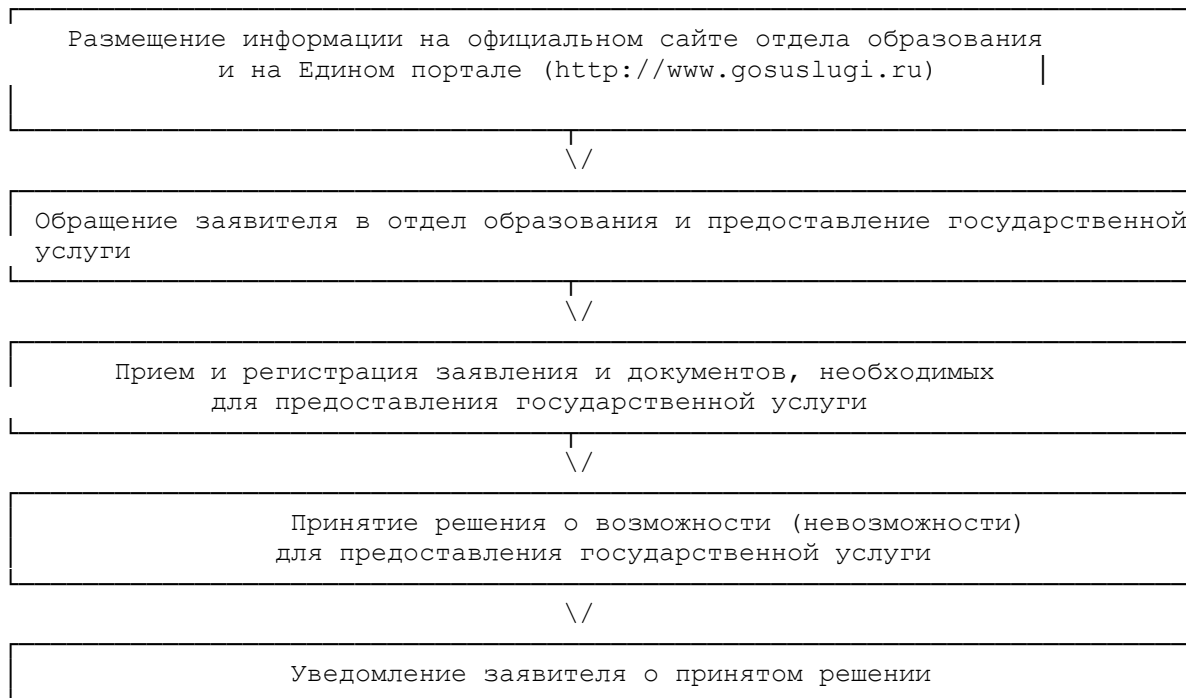 Размещение информации на официальном сайте отдела образования
и на Едином портале (http://www.gosuslugi.ru)
\/
Обращение заявителя в отдел образования и предоставление государственной
услуги
\/
Прием и регистрация заявления и документов, необходимых
для предоставления государственной услуги
\/
Принятие решения о возможности (невозможности)
для предоставления государственной услуги
\/
Уведомление заявителя о принятом решении